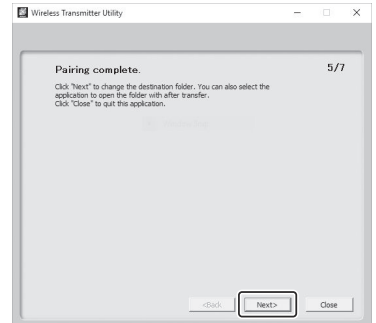 Wireless Transmitter Utility
Pairing complete. 5/7
Click "Next" to change the destination folder. You can also select the
application to open the folder with after transfer.
Click "Close" to quit this application.
<Back Next> Close